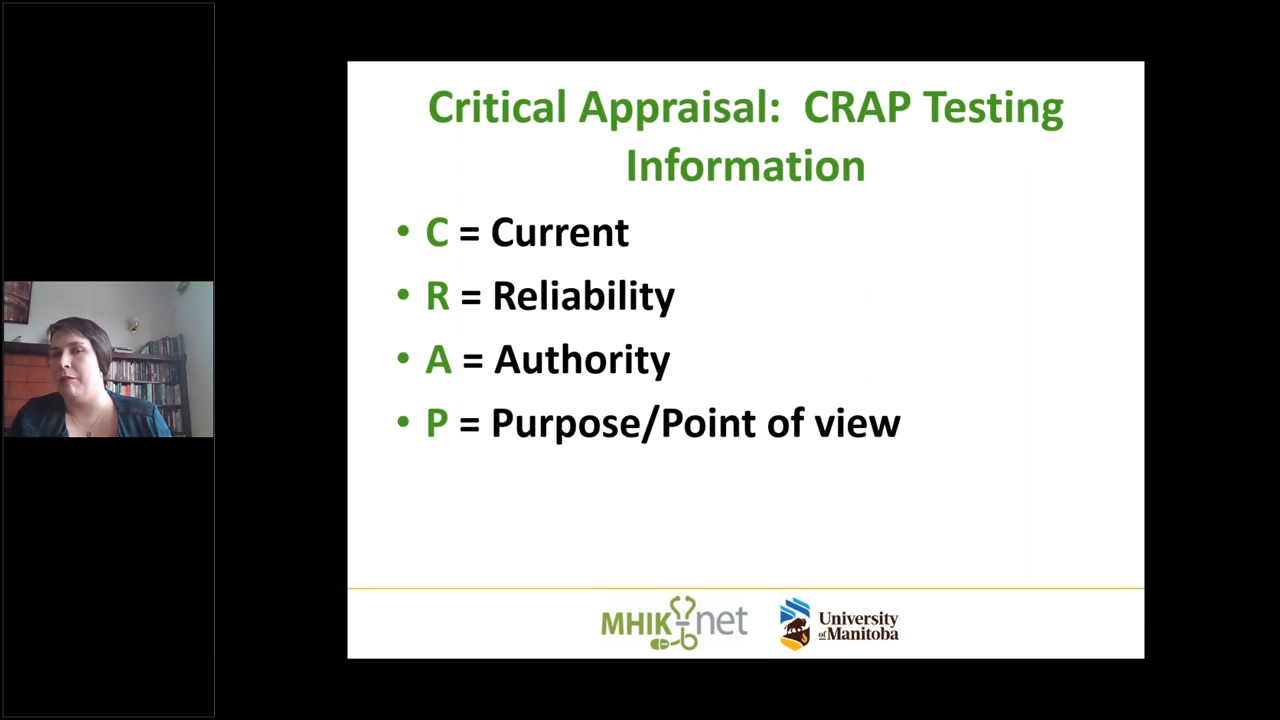 Critical Appraisal: CRAP Testing
Information
• C = Current
• R = Reliability
• A = Authority
• P = Purpose/Point of view
MHIK-net
University
of Manitoba